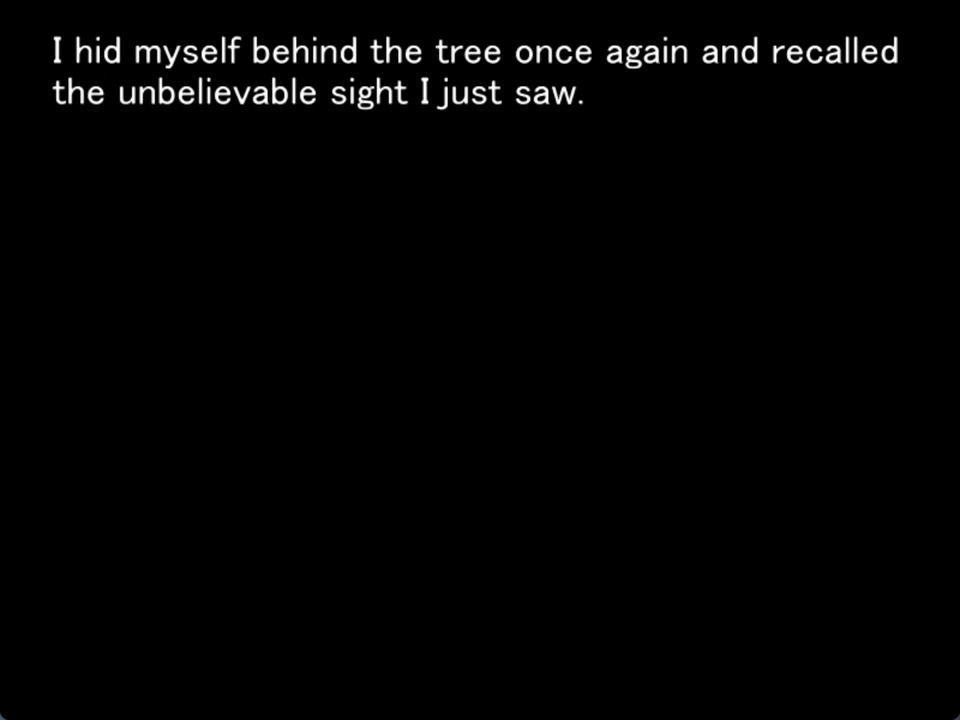 I hid myself behind the tree once again and recalled
the unbelievable sight I just saw.